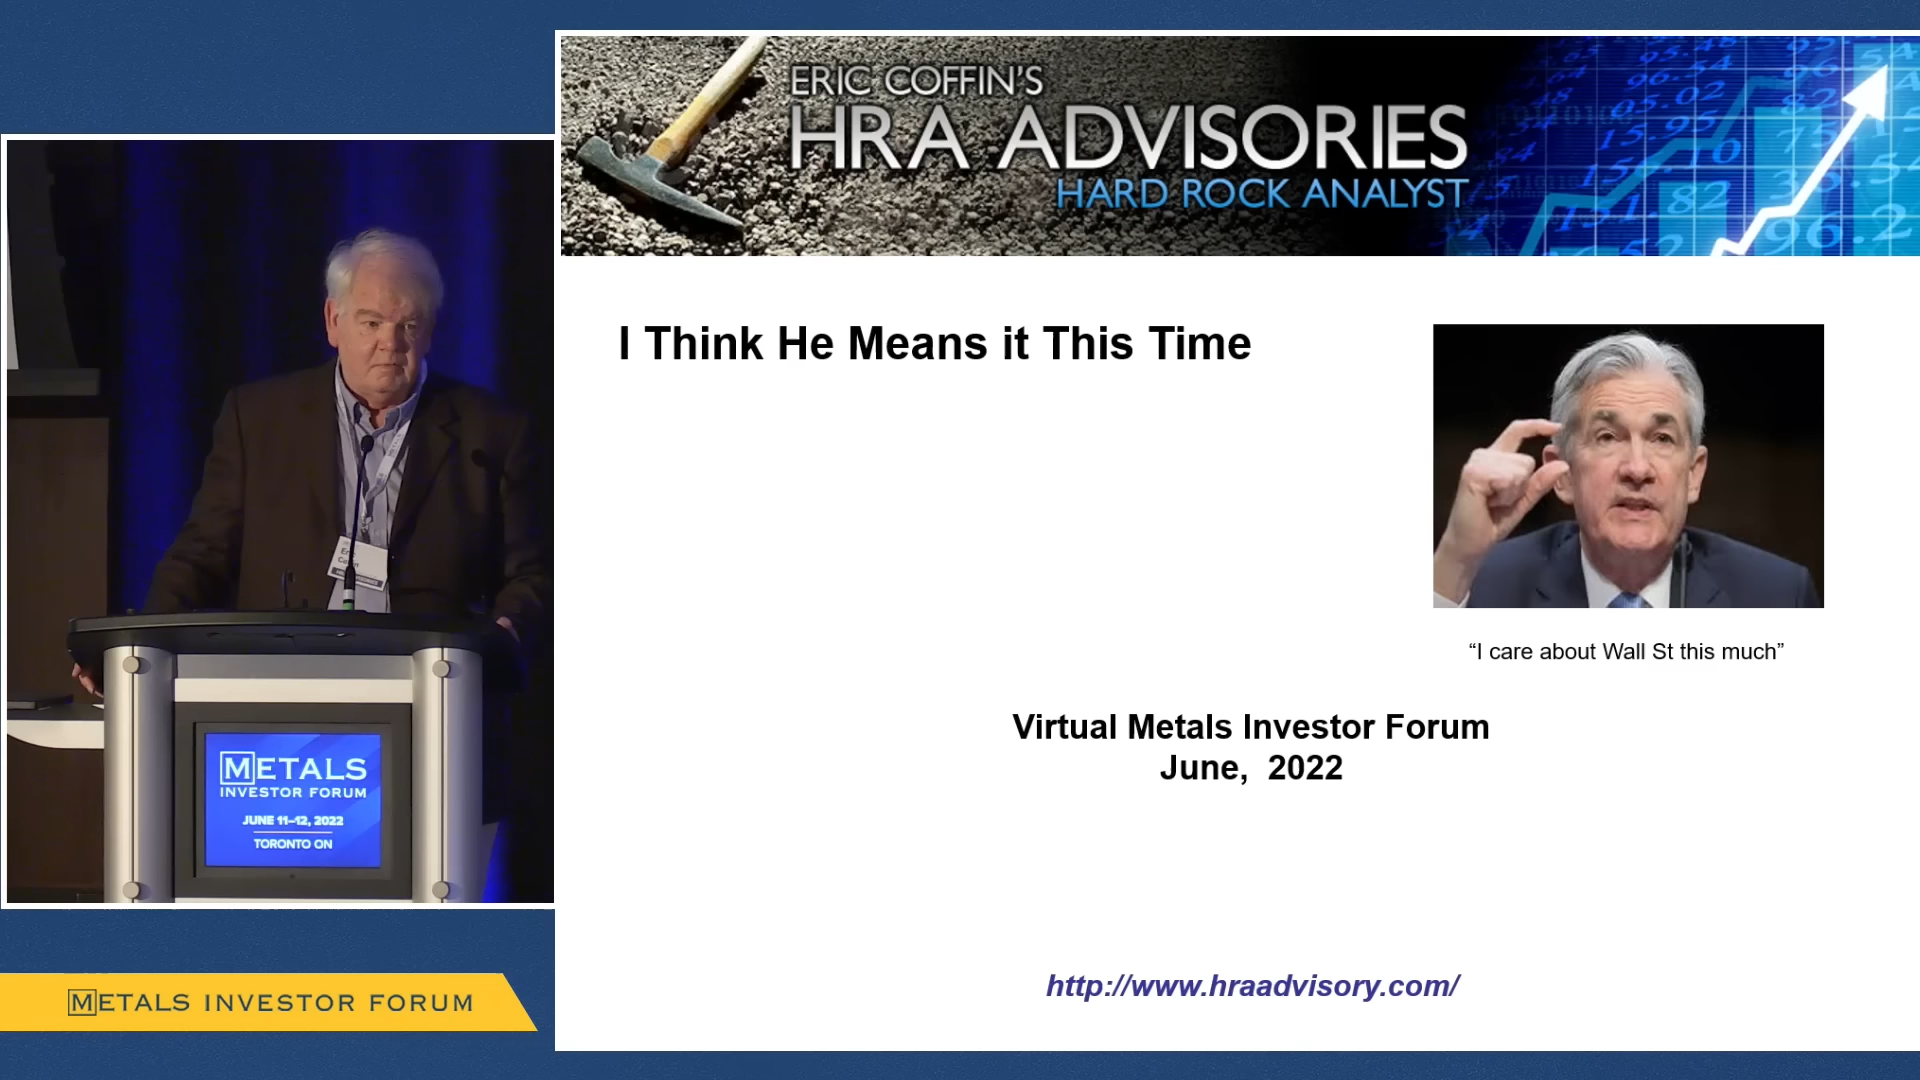 ERIC COFFIN'S
HRA ADVISORIES
HARD ROCK ANALYST
I Think He Means it This Time
“I care about Wall St this much”
Virtual Metals Investor Forum
June, 2022
http://www.hraadvisory.com/
METALS
INVESTOR FORUM
JUNE 11–12, 2022
TORONTO ON
METALS INVESTOR FORUM